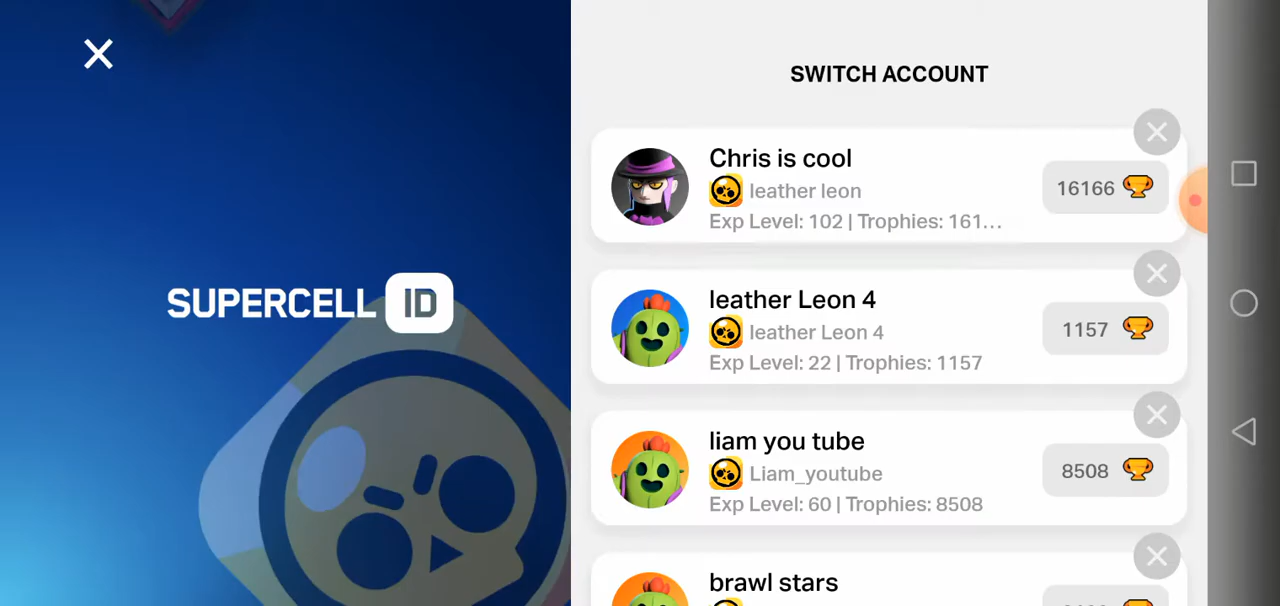 SWITCH ACCOUNT
Chris is cool
leather leon
Exp Level: 102 | Trophies: 161...
16166
leather Leon 4
leather Leon 4
Exp Level: 22 | Trophies: 1157
1157
SUPERCELL ID
liam you tube
Liam_youtube
Exp Level: 60 | Trophies: 8508
8508
brawl stars